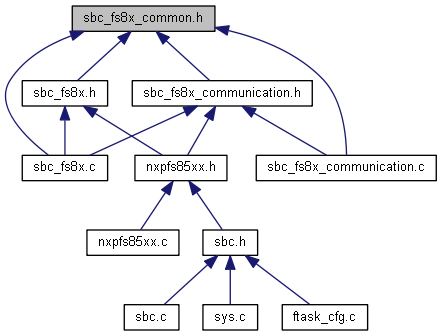 sbc_fs8x_common.h
sbc_fs8x.h
sbc_fs8x_communication.h
sbc_fs8x.c
nxpfs85xx.h
sbc_fs8x_communication.c
nxpfs85xx.c
sbc.h
sbc.c
sys.c
ftask_cfg.c